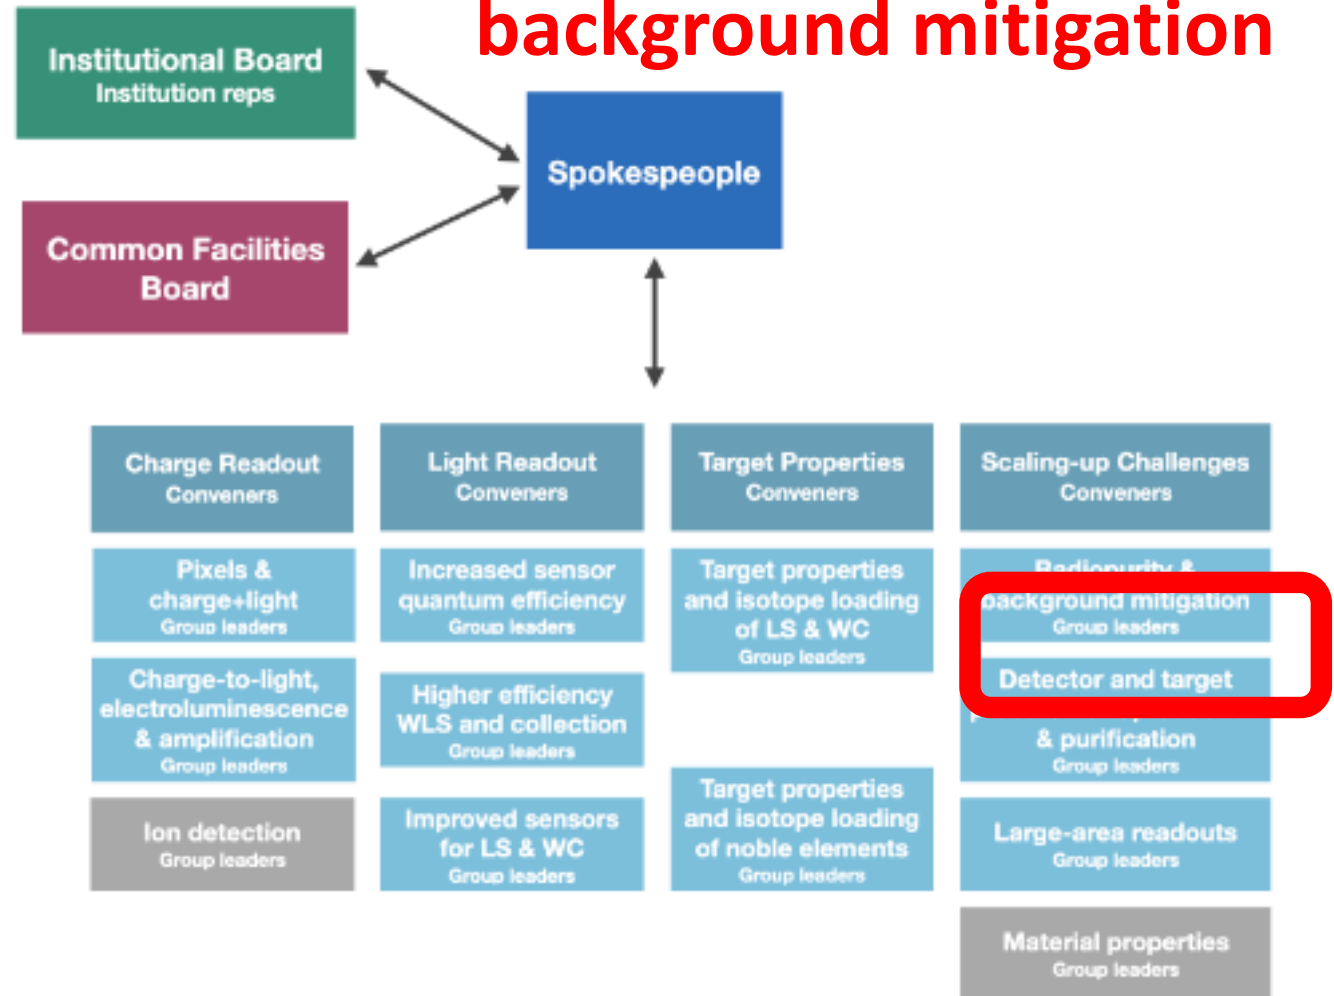 background mitigation
Institutional Board
Institution reps
Spokespeople
Common Facilities
Board
Charge Readout
Conveners
Light Readout
Conveners
Target Properties
Conveners
Scaling-up Challenges
Conveners
Pixels &
charge+light
Group leaders
Charge-to-light,
electroluminescence
& amplification
Group leaders
Ion detection
Group leaders
Increased sensor
quantum efficiency
Group leaders
Higher efficiency
WLS and collection
Group leaders
Improved sensors
for LS & WC
Group leaders
Target properties
and isotope loading
of LS & WC
Group leaders
Target properties
and isotope loading
of noble elements
Group leaders
Radiopurity &
background mitigation
Group leaders
Detector and target
& purification
Group leaders
Large-area readouts
Group leaders
Material properties
Group leaders